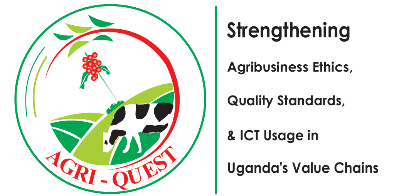 AGRI - QUEST
Strengthening
Agribusiness Ethics,
Quality Standards,
& ICT Usage in
Uganda's Value Chains